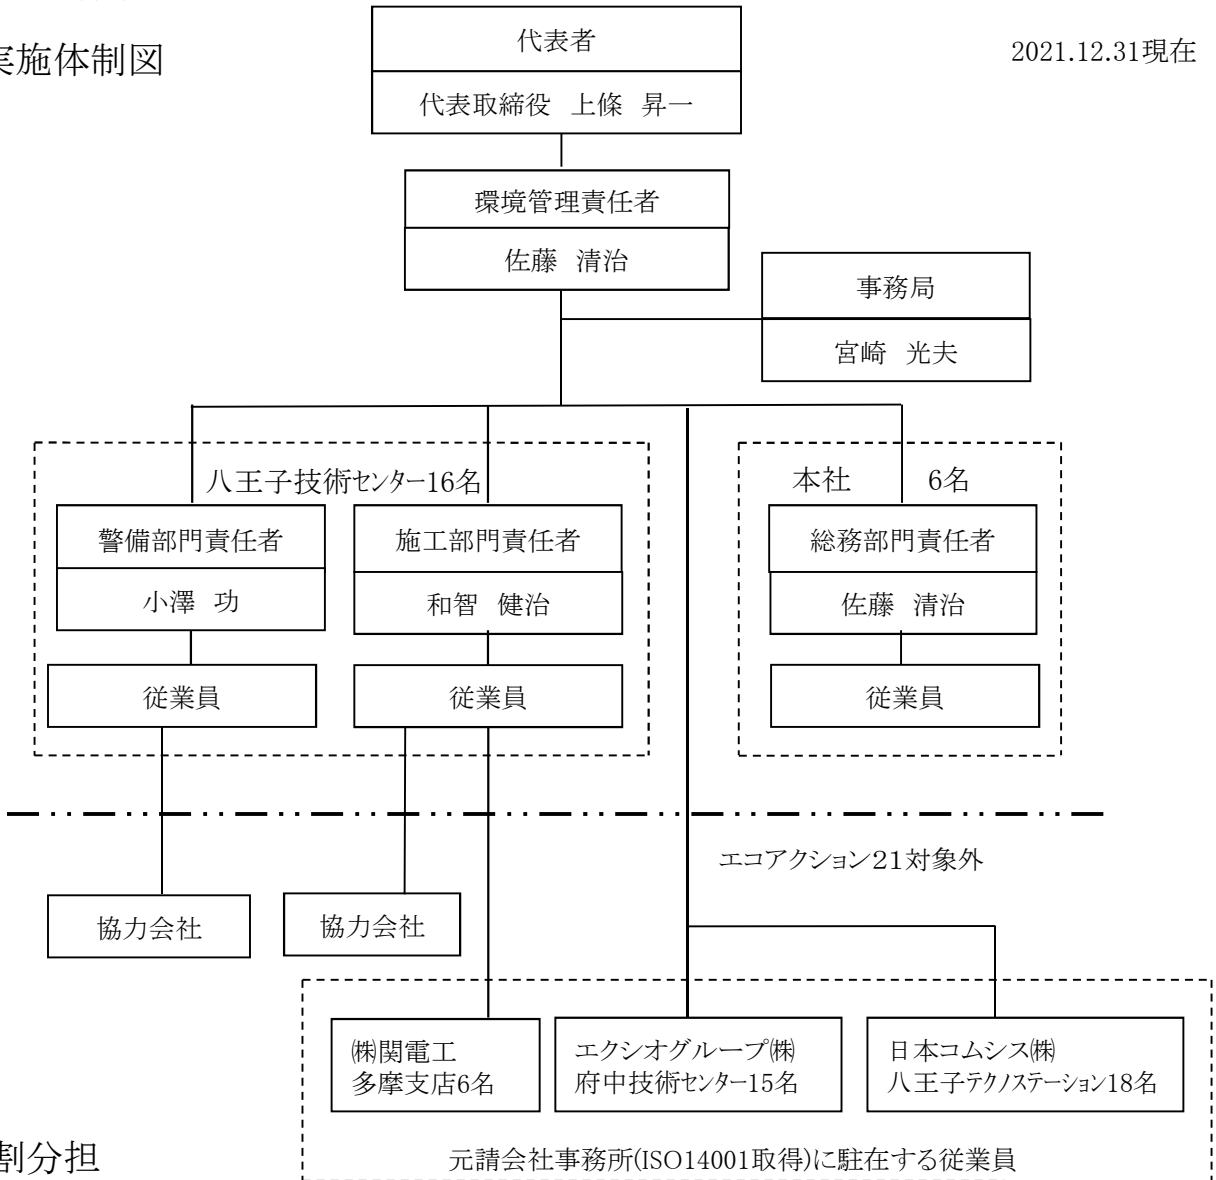 実施体制図
2021.12.31現在
代表者
代表取締役 上條 昇一
環境管理責任者
佐藤 清治
事務局
宮崎 光夫
八王子技術センター16名
本社 6名
警備部門責任者
施工部門責任者
総務部門責任者
小澤 功
和智 健治
佐藤 清治
従業員
従業員
従業員
エコアクション21対象外
協力会社
協力会社
㈱関電工
多摩支店6名
エクシオグループ㈱
府中技術センター15名
日本コムシス㈱
八王子テクノステーション18名
元請会社事務所(ISO14001取得)に駐在する従業員
割分担